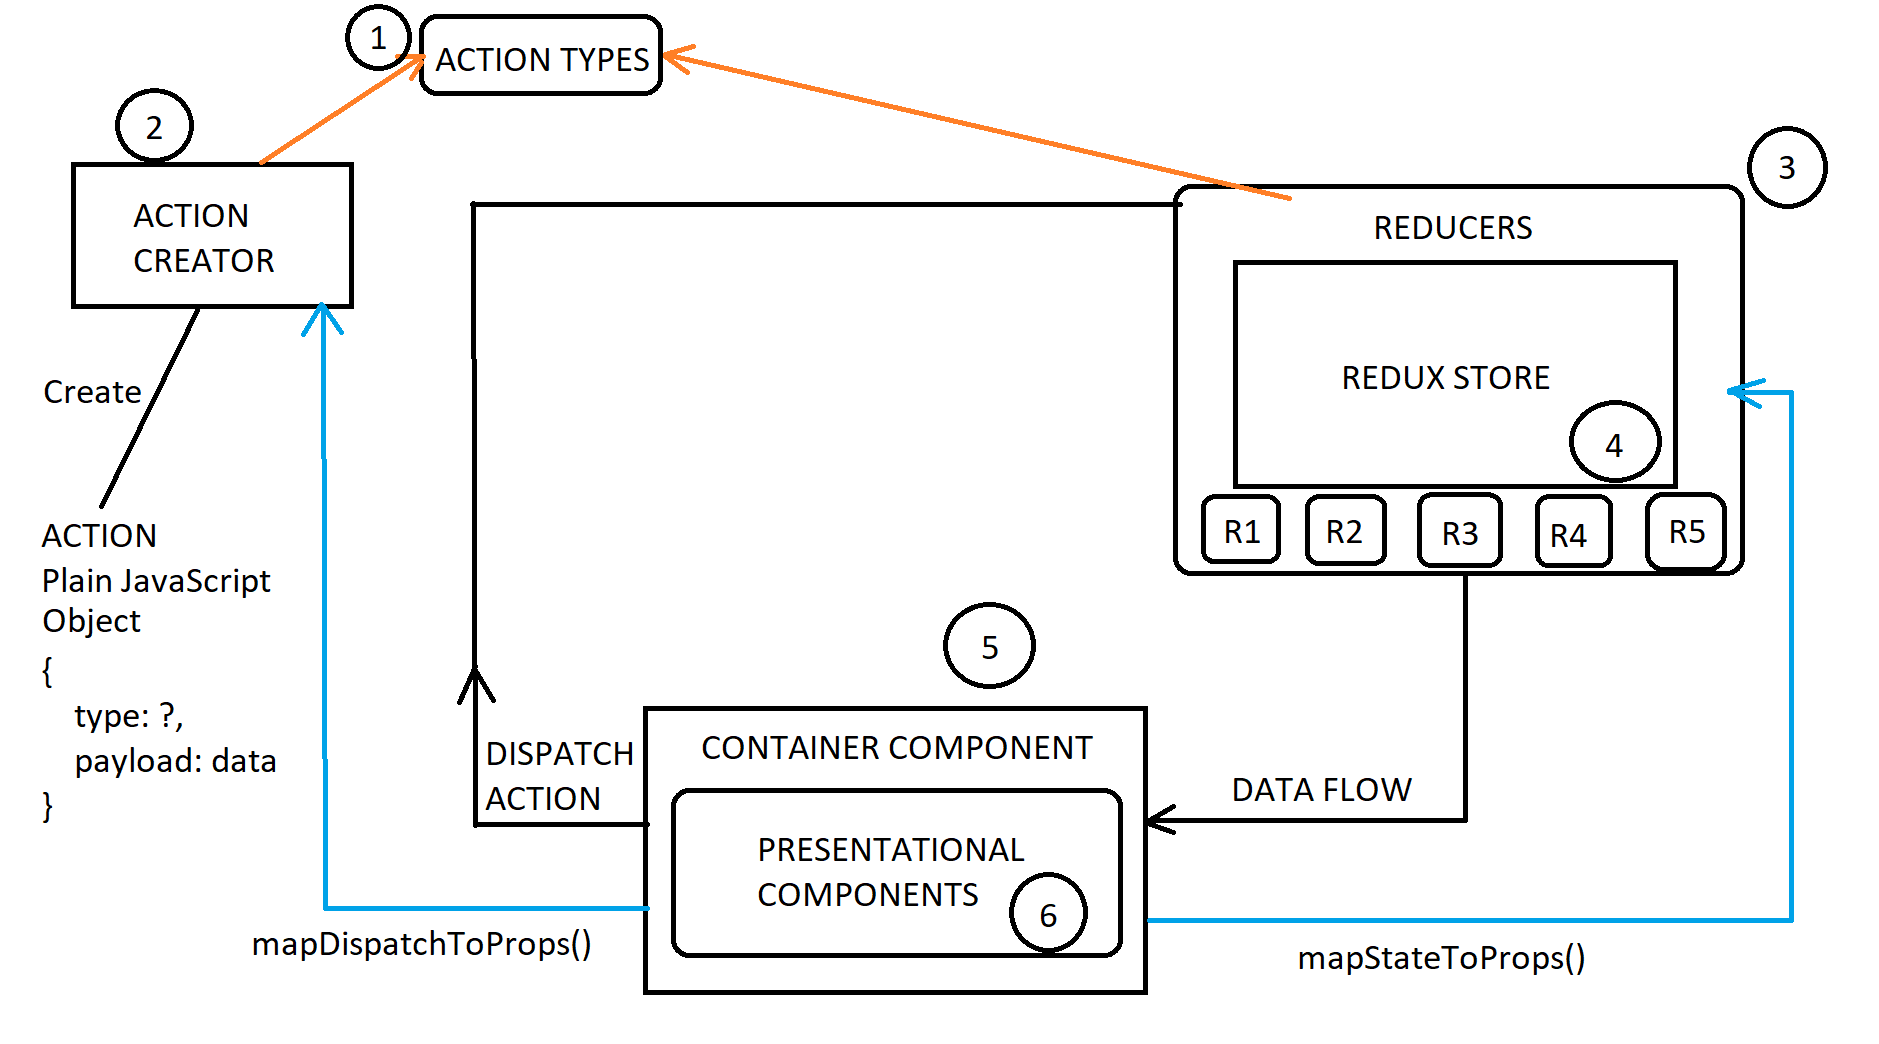 1
ACTION TYPES
2
ACTION
CREATOR
3
REDUCERS
REDUX STORE
4
R1
R2
R3
R4
R5
Create
ACTION
Plain JavaScript
Object
{
type: ?,
payload: data
}
5
DISPATCH
ACTION
CONTAINER COMPONENT
PRESENTATIONAL
COMPONENTS
6
DATA FLOW
mapDispatchToProps()
mapStateToProps()